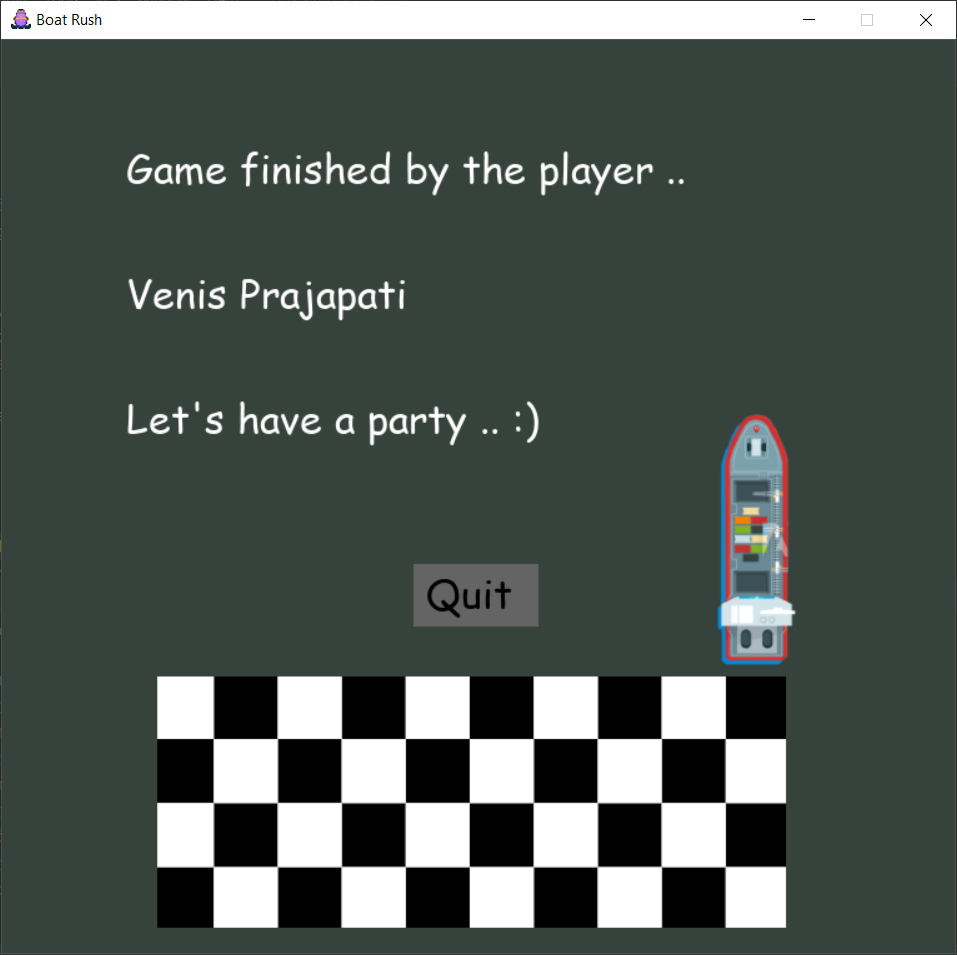 Boat Rush
Game finished by the player ..
Venis Prajapati
Let's have a party .. :)
Quit